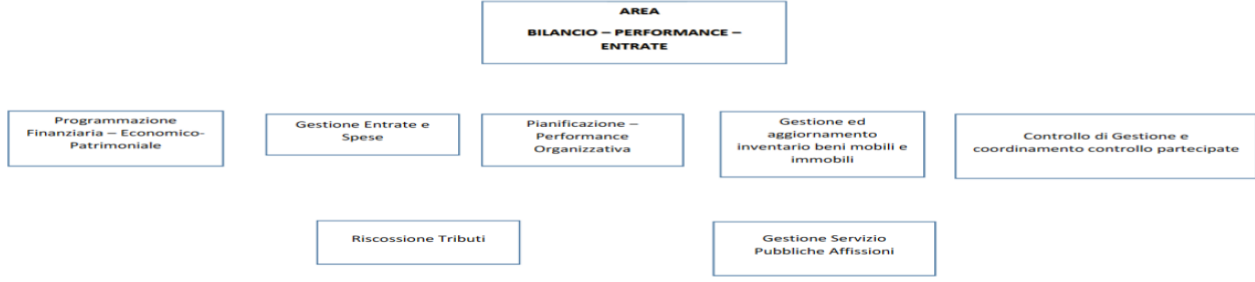 AREA
BILANCIO – PERFORMANCE –
ENTRATE
Programmazione
Finanziaria – Economico-
Patrimoniale
Gestione Entrate e
Spese
Pianificazione –
Performance
Organizzativa
Gestione ed
aggiornamento
inventario beni mobili e
immobili
Controllo di Gestione e
coordinamento controllo partecipate
Riscossione Tributi
Gestione Servizio
Pubbliche Affissioni